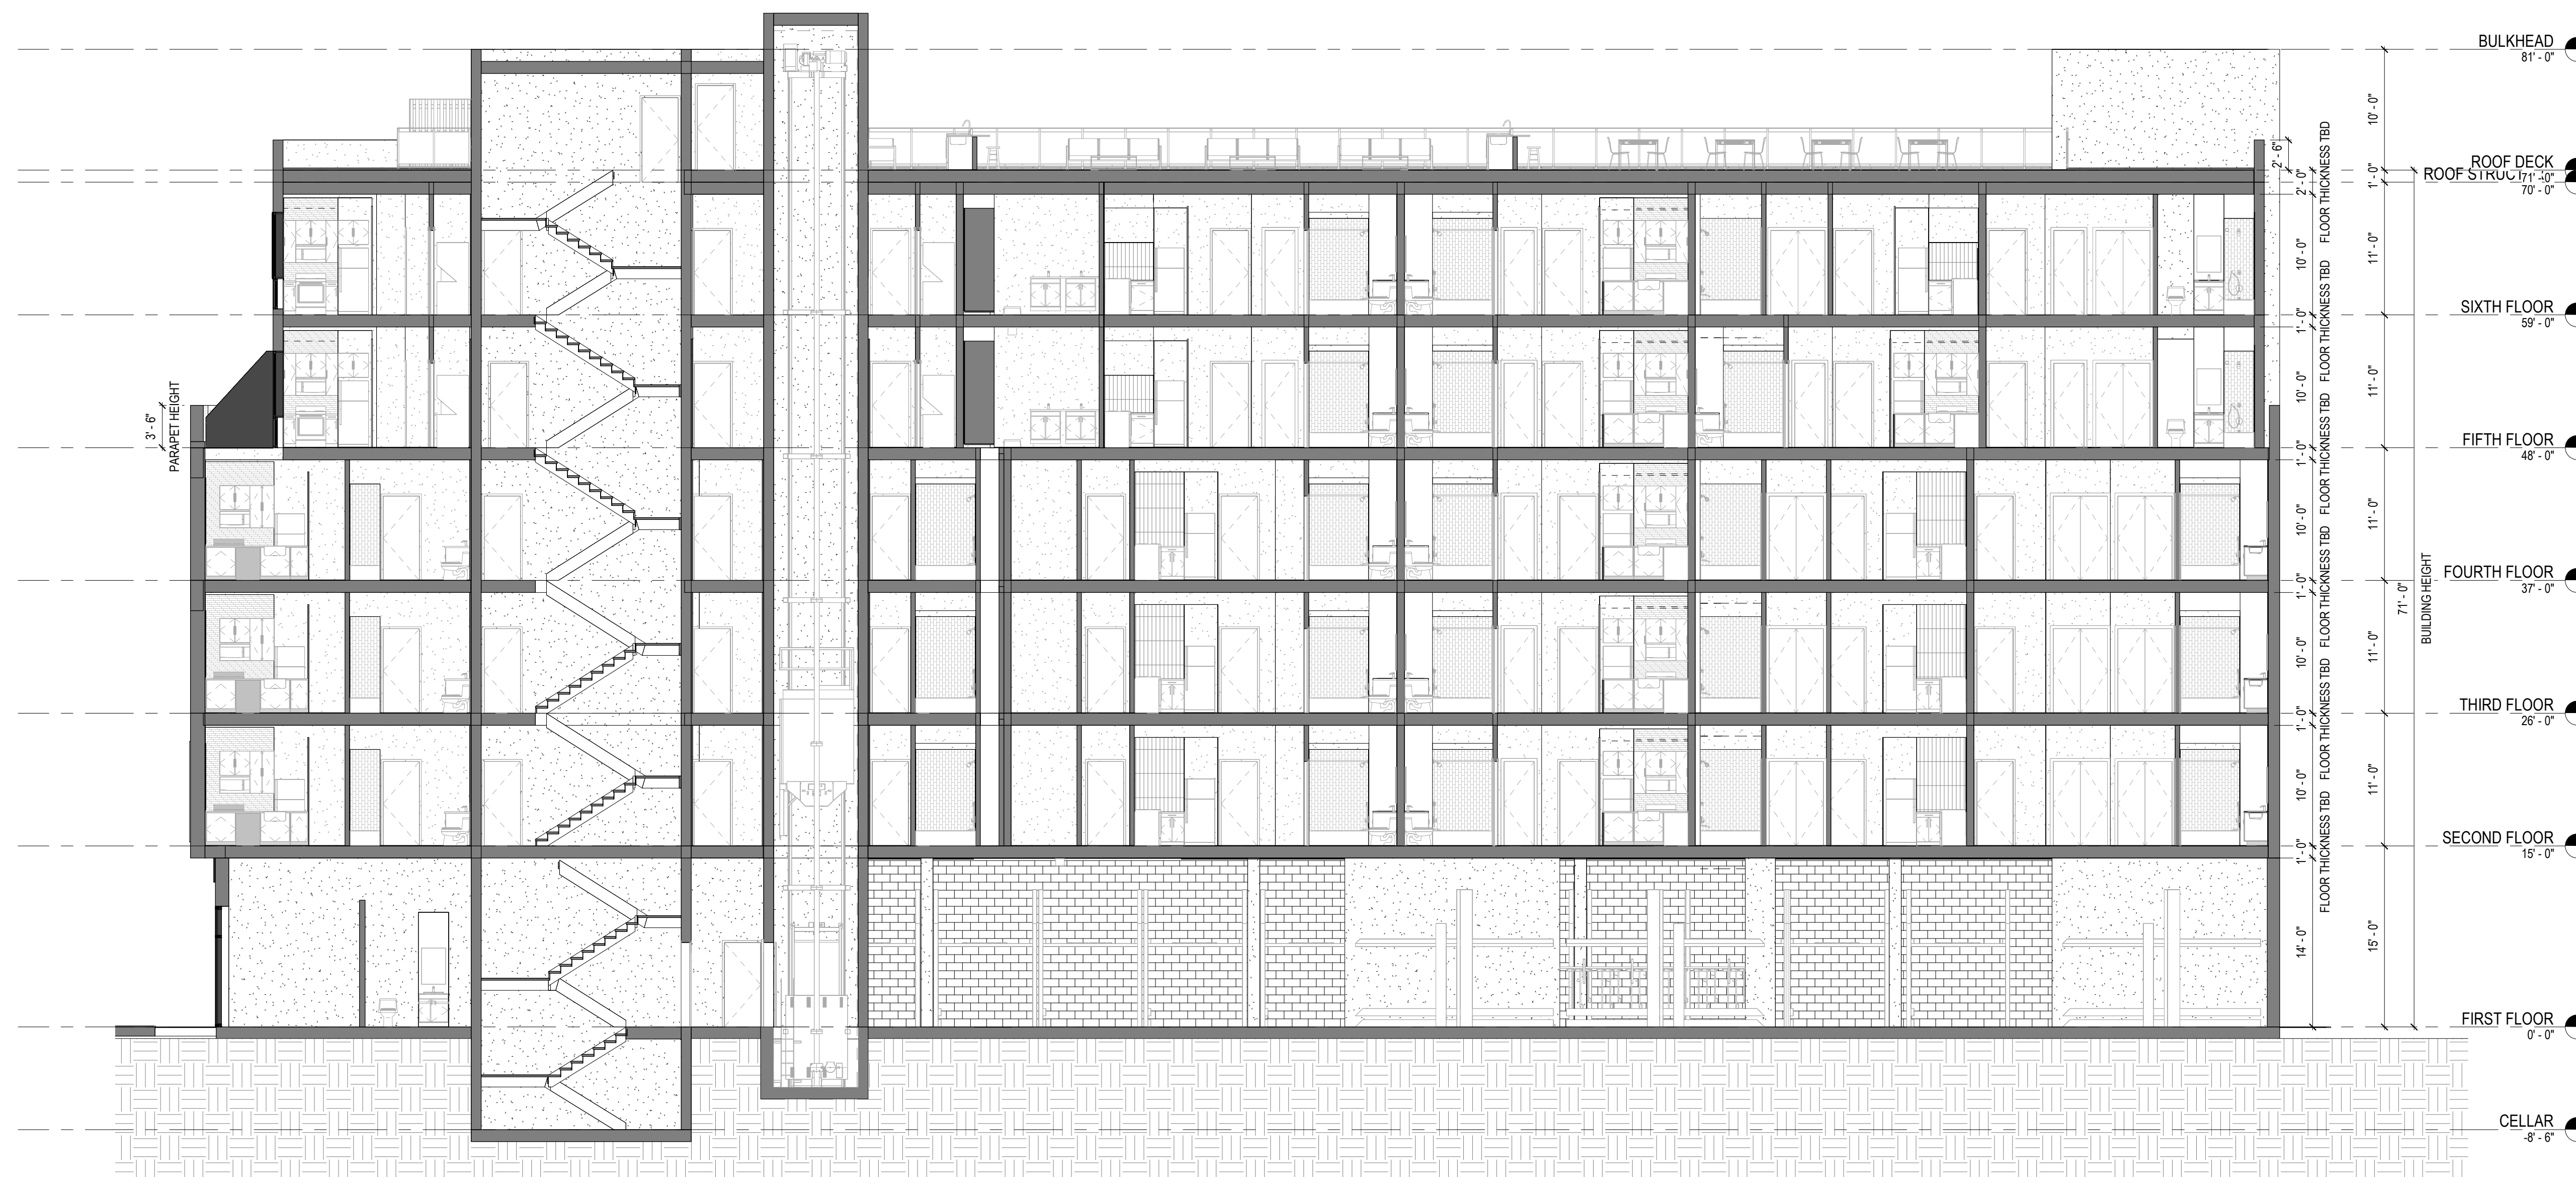 BULKHEAD
81' - 0"
10' - 0"
2' - 6"
ROOF DECK
71' - 0"
ROOF STRUCT
70' - 0"
1' - 0"
2' - 0"
FLOOR THICKNESS TBD
10' - 0"
11' - 0"
SIXTH FLOOR
59' - 0"
1' - 0"
FLOOR THICKNESS TBD
10' - 0"
11' - 0"
3' - 6"
PARAPET HEIGHT
FIFTH FLOOR
48' - 0"
1' - 0"
FLOOR THICKNESS TBD
10' - 0"
11' - 0"
FOURTH FLOOR
37' - 0"
1' - 0"
FLOOR THICKNESS TBD
71' - 0"
BUILDING HEIGHT
10' - 0"
11' - 0"
THIRD FLOOR
26' - 0"
1' - 0"
FLOOR THICKNESS TBD
10' - 0"
11' - 0"
SECOND FLOOR
15' - 0"
1' - 0"
FLOOR THICKNESS TBD
14' - 0"
15' - 0"
FIRST FLOOR
0' - 0"
CELLAR
-8' - 6"